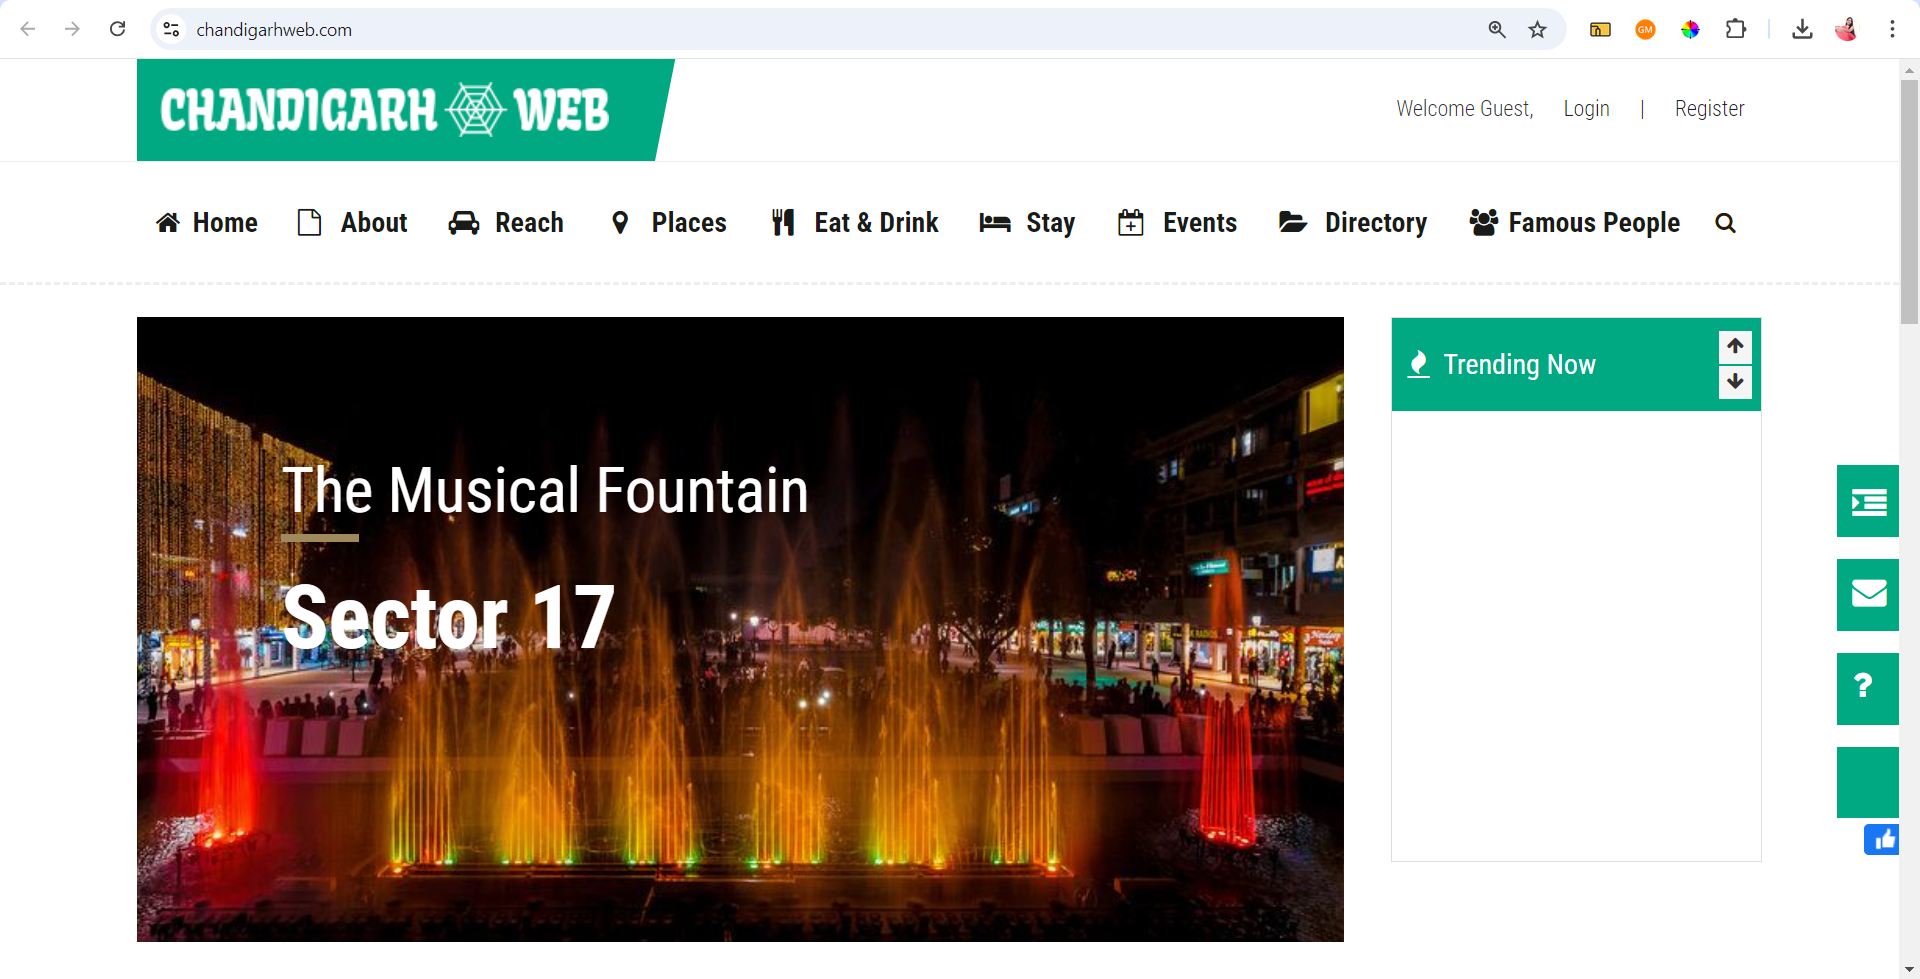 chandigarhweb.com
GM
CHANDIGARH WEB
Welcome Guest, Login | Register
Home About Reach Places Eat & Drink Stay Events Directory Famous People
Trending Now
The Musical Fountain
Sector 17
?